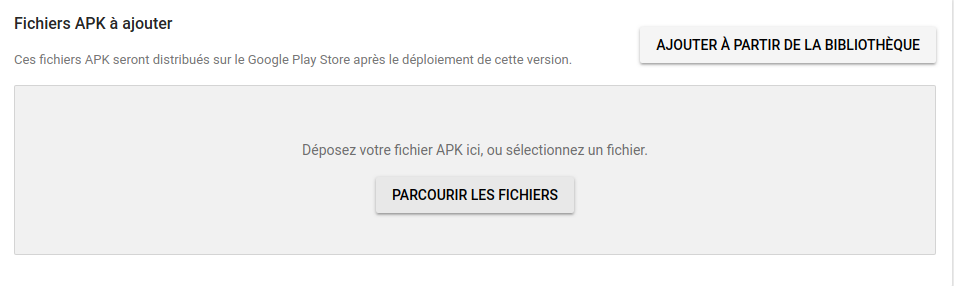 Fichiers APK à ajouter
AJOUTER À PARTIR DE LA BIBLIOTHÈQUE
Ces fichiers APK seront distribués sur le Google Play Store après le déploiement de cette version.
Déposez votre fichier APK ici, ou sélectionnez un fichier.
PARCOURIR LES FICHIERS